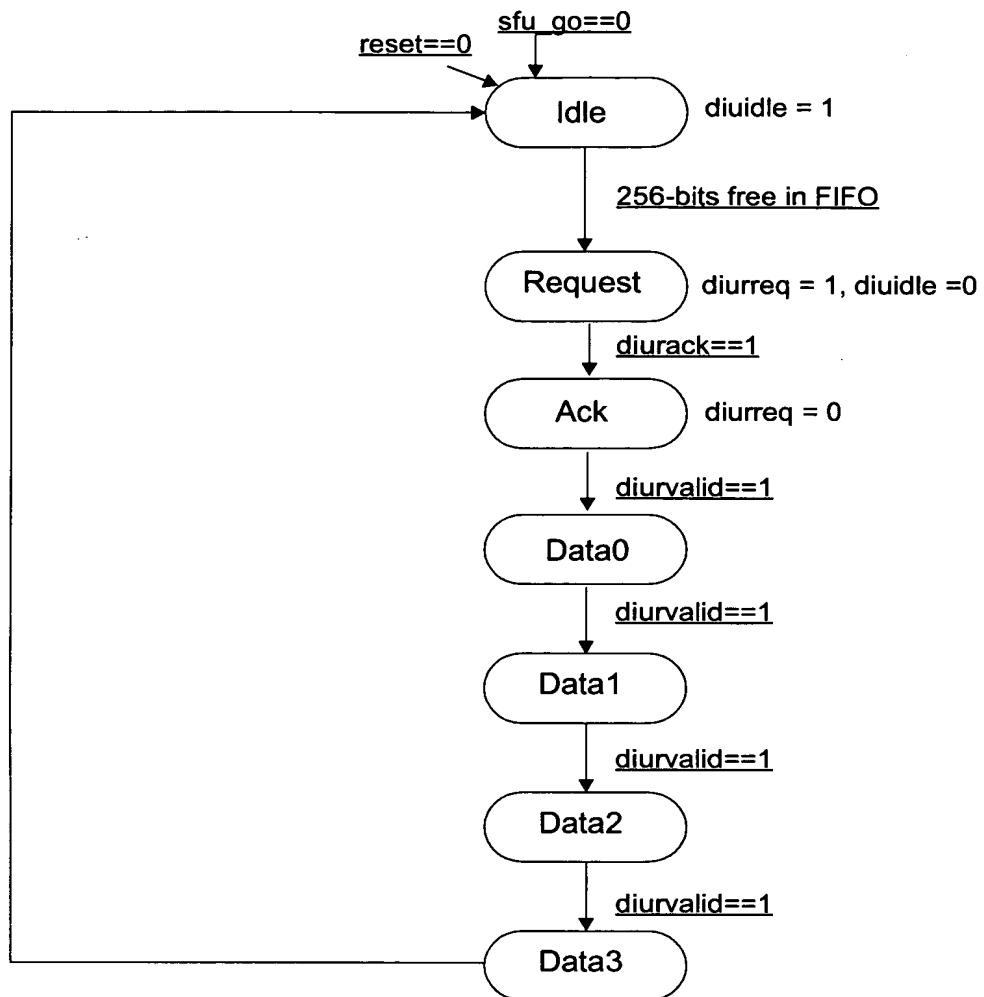 sfu_go==0
reset==0
Idle
diuidle = 1
256-bits free in FIFO
Request
diurreq = 1, diuidle =0
diurack==1
Ack
diurreq = 0
diurvalid==1
Data0
diurvalid==1
Data1
diurvalid==1
Data2
diurvalid==1
Data3